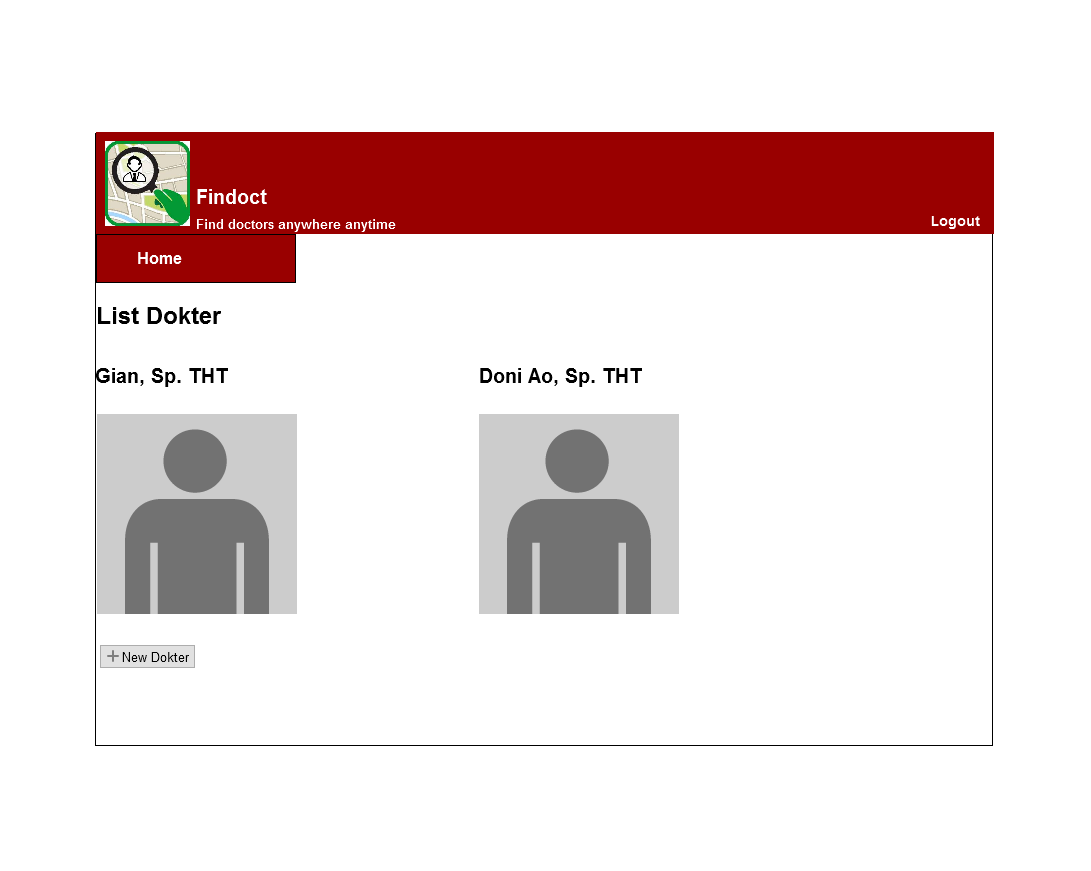 Findoct
Find doctors anywhere anytime
Logout
Home
List Dokter
Gian, Sp. THT
Doni Ao, Sp. THT
New Dokter